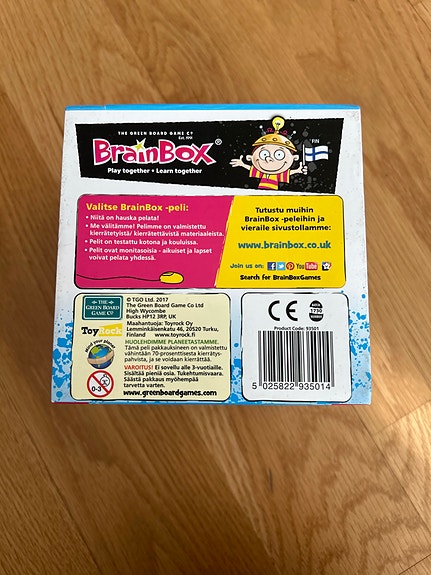 THE GREEN BOARD GAME CO
Est. 1991
BrainBox®
Play together • Learn together
FIN
Valitse BrainBox -peli:
• Niitä on hauska pelata!
• Me välitämme! Pelimme on valmistettu
kierrätetyistä/ kierrätettävistä materiaaleista.
• Pelit on testattu kotona ja kouluissa.
• Pelit ovat monitasoisia - aikuiset ja lapset
voivat pelata yhdessä.
Tutustu muihin
BrainBox -peleihin ja
vieraile sivustollamme:
www.brainbox.co.uk
Join us on:
You Tube
Search for BrainBoxGames
THE
GREEN BOARD
GAME CO.
ToyRock
0-3
© TGO Ltd. 2017
The Green Board Game Co Ltd
High Wycombe
Bucks HP12 3RP, UK
Maahantuoja: Toyrock Oy
Lemminkäisenkatu 46, 20520 Turku,
Finland www.toyrock.fi
HUOLEHDIMME PLANEETASTAMME.
Tämä peli pakkauksineen on valmistettu
vähintään 70-prosenttisesta kierrätys-
pahvista, ja se voidaan kierrättää.
VAROITUS! Ei sovellu alle 3-vuotiaille.
Sisältää pieniä osia. Tukehtumisvaara.
Säästä pakkaus myöhempää
tarvetta varten.
www.greenboardgames.com
CE
1730
Product Code: 93501
5 025822 935014